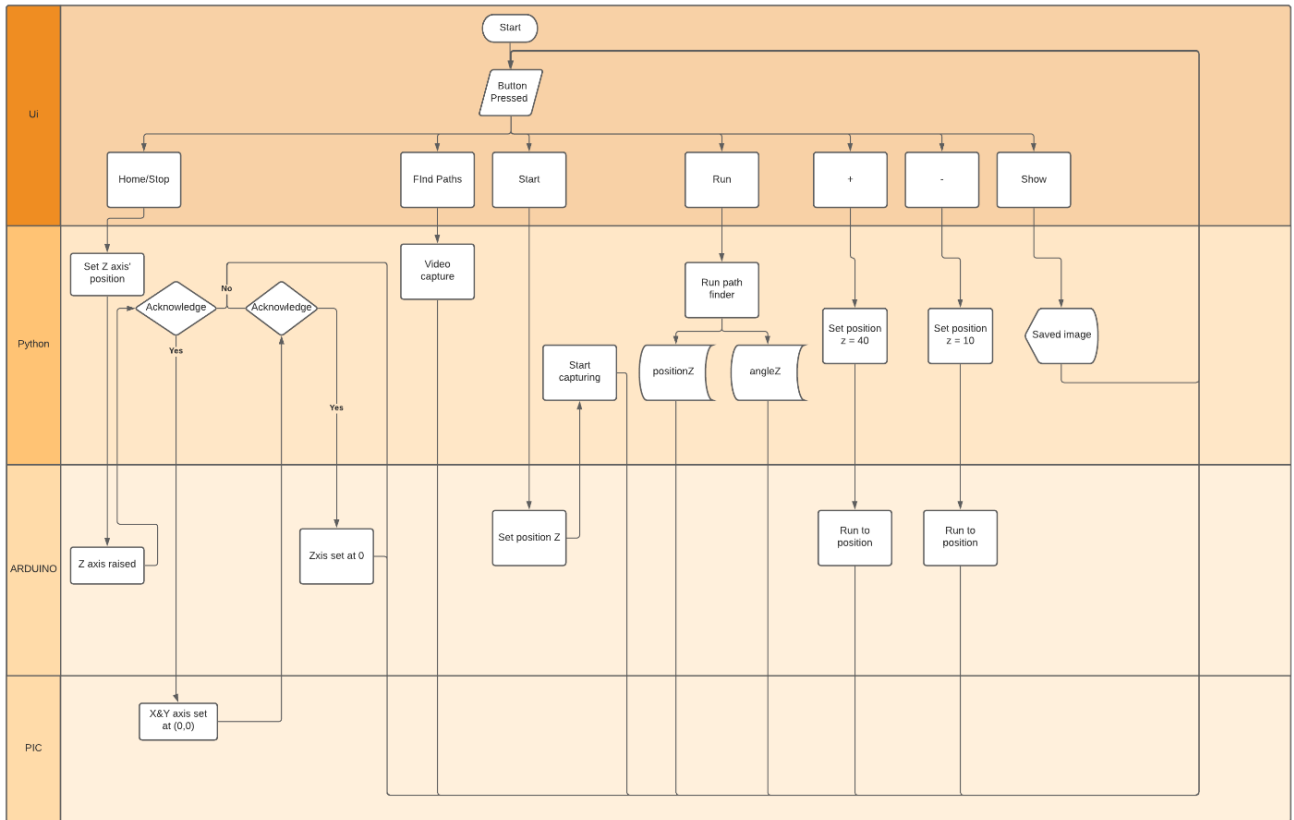 Start
Button
Pressed
Ui
Home/Stop
FInd Paths
Start
Run
+
-
Show
Python
Set Z axis'
position
Acknowledge
No
Acknowledge
Yes
Video
capture
Yes
Start
capturing
Run path
finder
positionZ
angleZ
Set position
z = 40
Set position
z = 10
Saved image
ARDUINO
Z axis raised
Zxis set at 0
Set position Z
Run to
position
Run to
position
PIC
X&Y axis set
at (0,0)